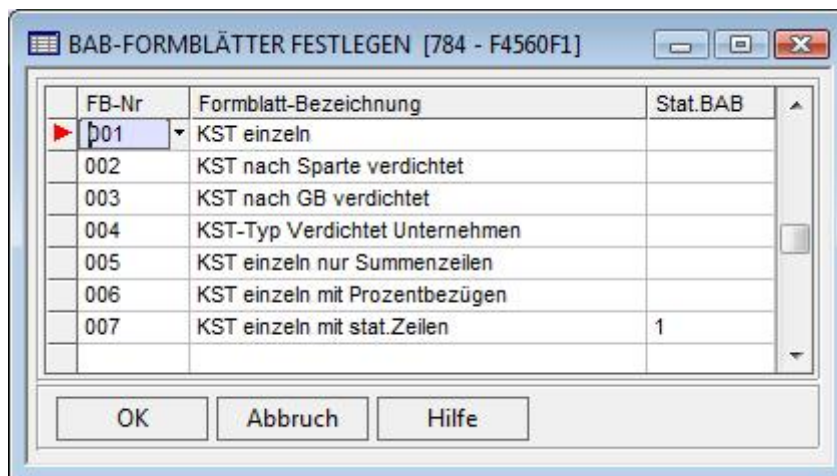 BAB-FORMBLÄTTER FESTLEGEN [784 - F4560F1]
FB-Nr Formblatt-Bezeichnung Stat.BAB
001 KST einzeln
002 KST nach Sparte verdichtet
003 KST nach GB verdichtet
004 KST-Typ Verdichtet Unternehmen
005 KST einzeln nur Summenzeilen
006 KST einzeln mit Prozentbezügen
007 KST einzeln mit stat.Zeilen 1
OK Abbruch Hilfe